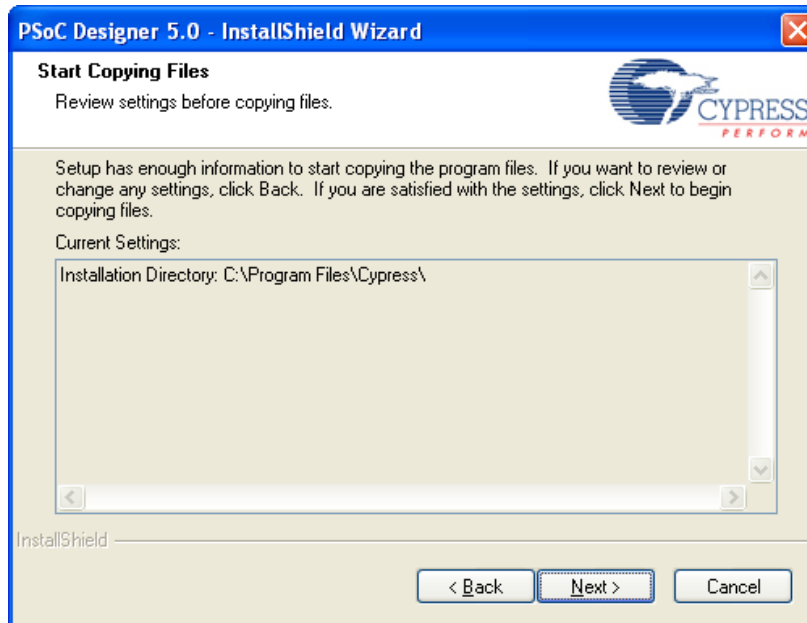 PSoC Designer 5.0 - InstallShield Wizard
Start Copying Files
Review settings before copying files.
CYPRESS
PERFORM
Setup has enough information to start copying the program files.  If you want to review or
change any settings, click Back.  If you are satisfied with the settings, click Next to begin
copying files.
Current Settings:
Installation Directory: C:\Program Files\Cypress\
InstallShield
< Back
Next >
Cancel